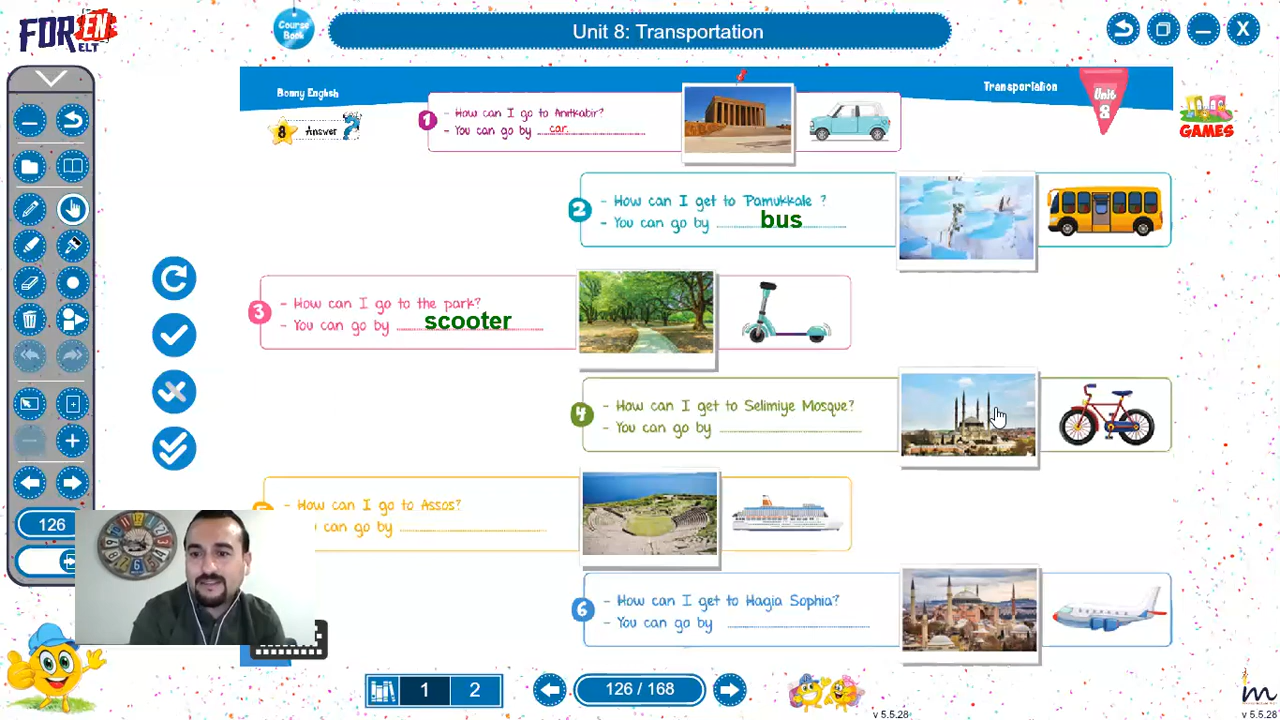 FOREN
ELT
Course
Book
Unit 8: Transportation
X
Bonny English
Transportation
Unit
8
GAMES
8 Answer
1
- How can I go to Anıtkabir?
- You can go by car.
2
- How can I get to Pamukkale ?
- You can go by bus
3
- How can I go to the park?
- You can go by scooter
4
- How can I get to Selimiye Mosque?
- You can go by
- How can I go to Assos?
can go by
6
- How can I get to Hagia Sophia?
- You can go by
126
1
2
126 / 168
v 5.5.28
v 5.5.28